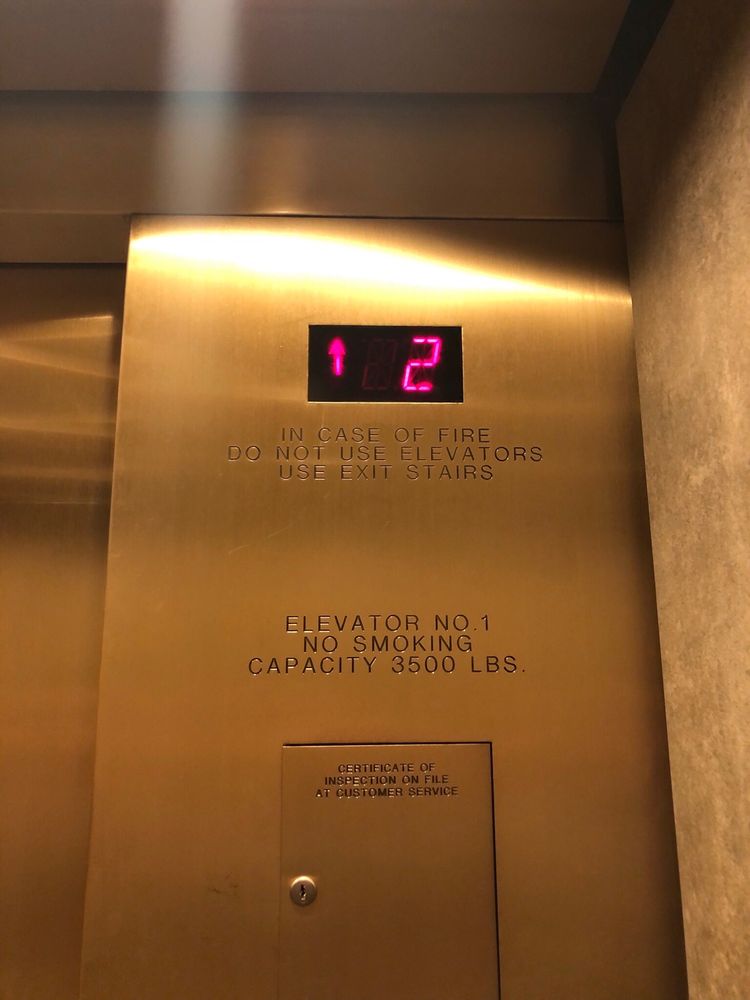 2
IN CASE OF FIRE
DO NOT USE ELEVATORS
USE EXIT STAIRS
ELEVATOR NO.1
NO SMOKING
CAPACITY 3500 LBS.
CERTIFICATE OF
INSPECTION ON FILE
AT CUSTOMER SERVICE